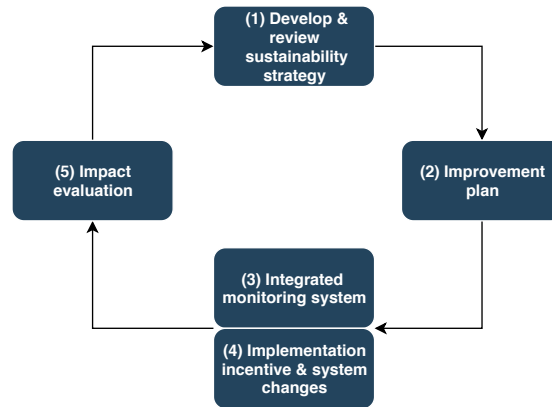 (1) Develop &
review
sustainability
strategy
(2) Improvement
plan
(3) Integrated
monitoring system
(4) Implementation
incentive & system
changes
(5) Impact
evaluation